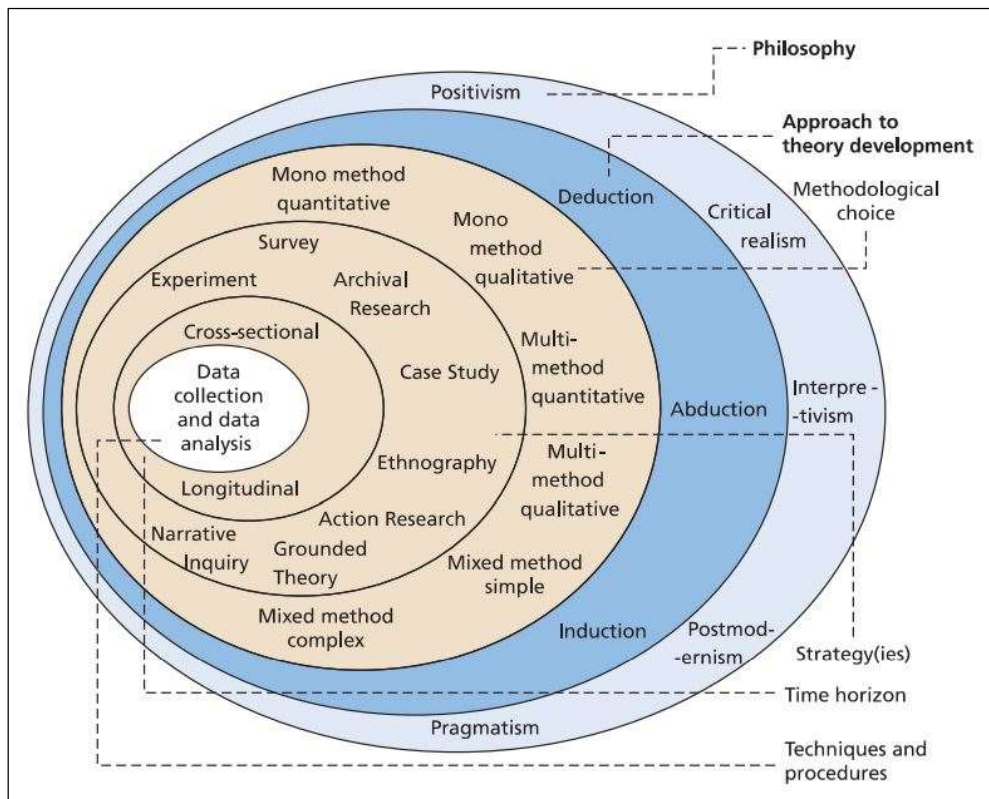 Philosophy
Positivism
Approach to
theory development
Mono method
quantitative
Deduction
Methodological
choice
Critical
realism
Mono
method
qualitative
Survey
Experiment
Archival
Research
Cross-sectional
Multi-
method
quantitative
Data
collection
and data
analysis
Case Study
Abduction
Interpre -
-tivism
Ethnography
Multi-
method
qualitative
Longitudinal
Action Research
Narrative
Inquiry
Grounded
Theory
Mixed method
simple
Mixed method
complex
Induction
Postmod-
-ernism
Strategy(ies)
Time horizon
Pragmatism
Techniques and
procedures